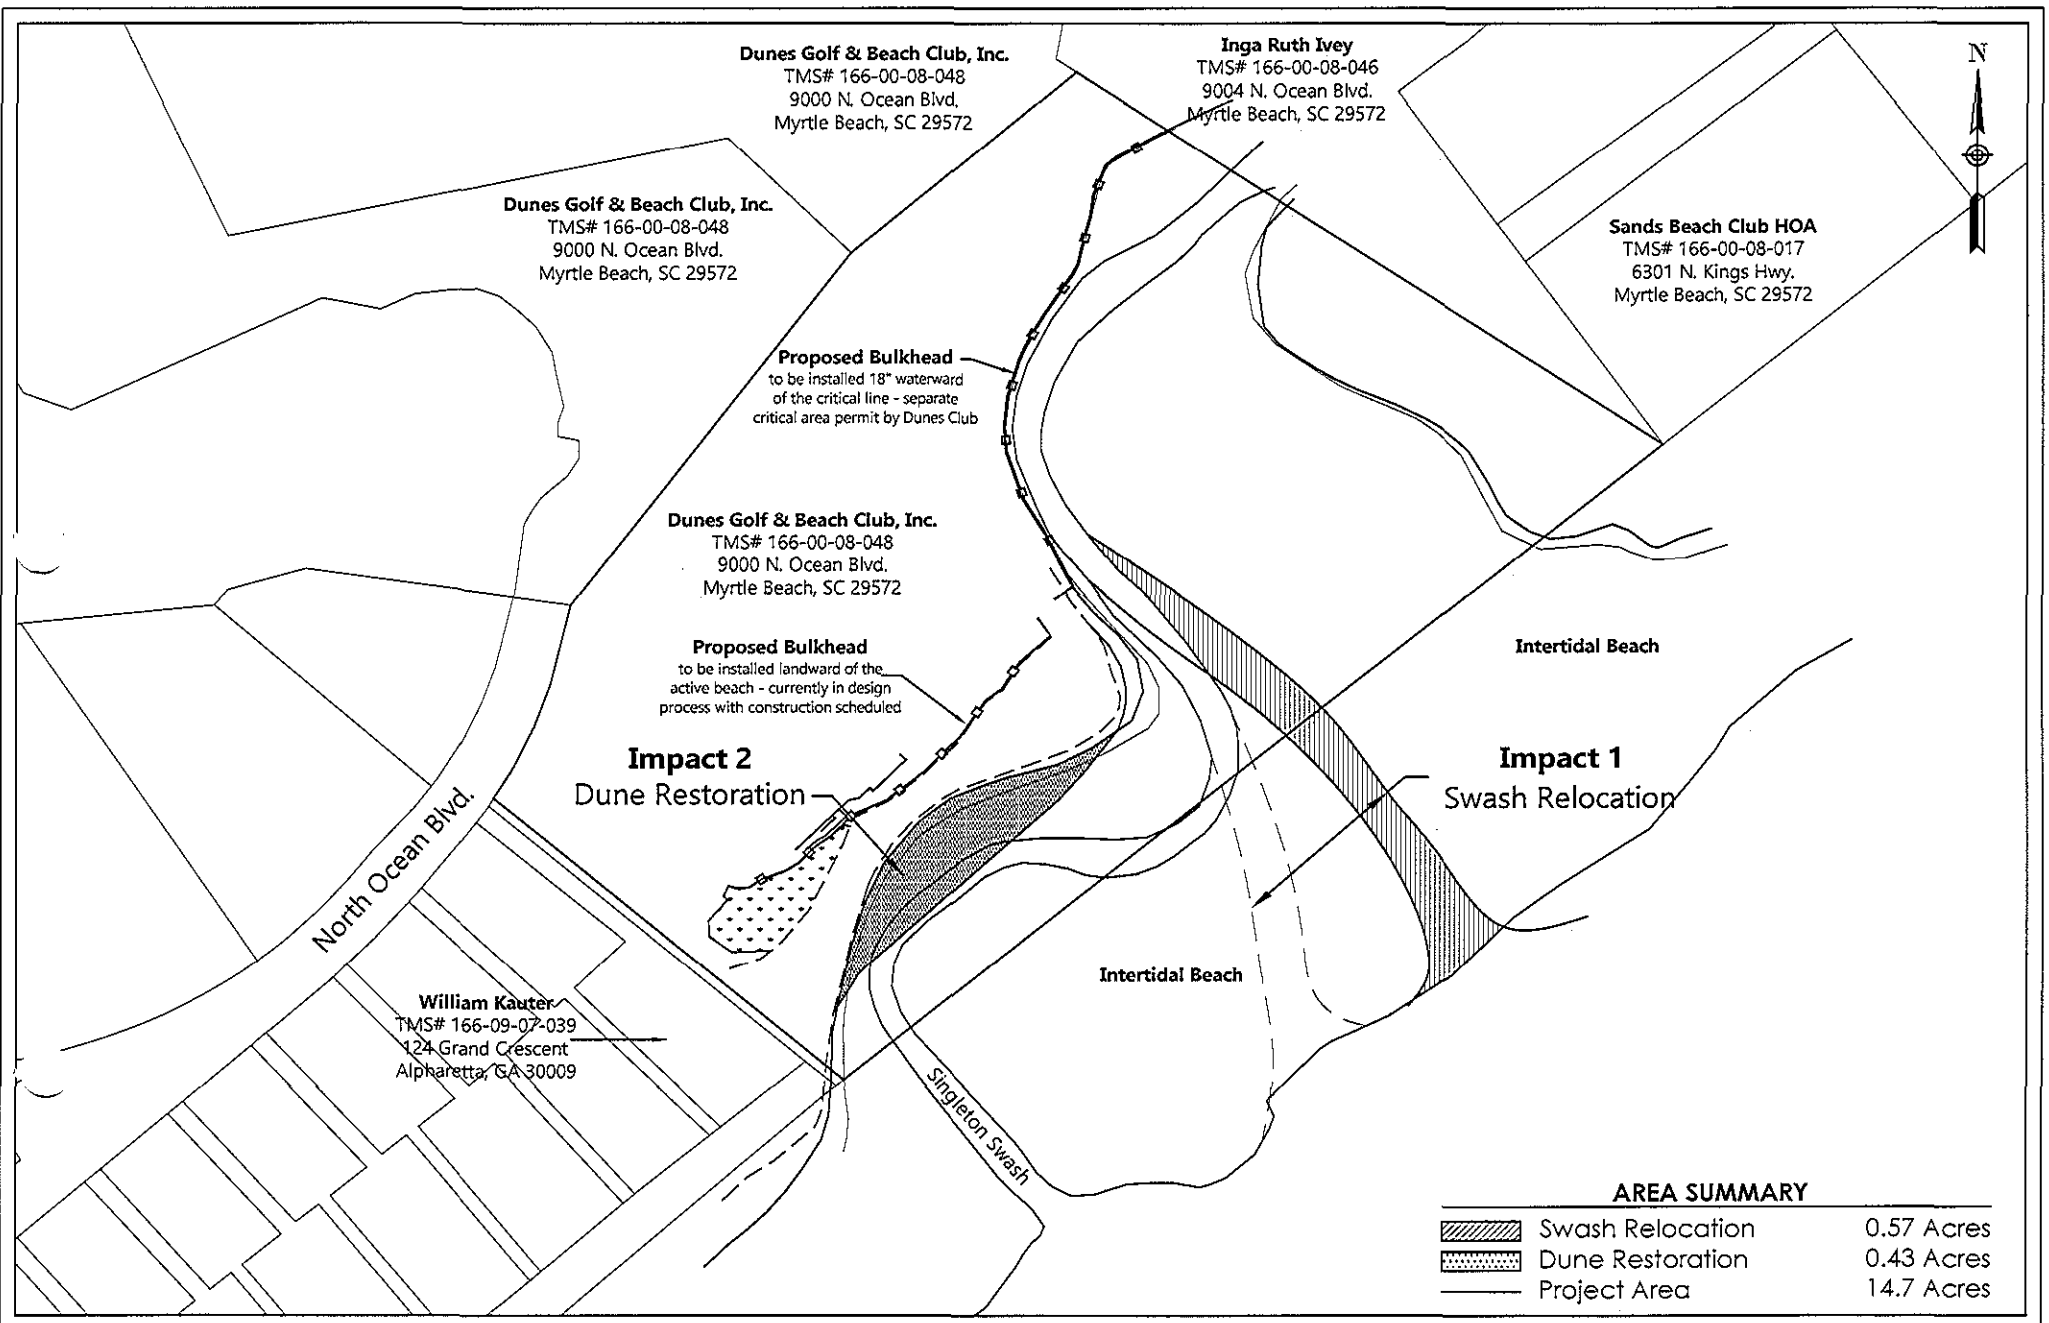 Dunes Golf & Beach Club, Inc.
TMS# 166-00-08-048
9000 N. Ocean Blvd.
Myrtle Beach, SC 29572
Inga Ruth Ivey
TMS# 166-00-08-046
9004 N. Ocean Blvd.
Myrtle Beach, SC 29572
N
Dunes Golf & Beach Club, Inc.
TMS# 166-00-08-048
9000 N. Ocean Blvd.
Myrtle Beach, SC 29572
Sands Beach Club HOA
TMS# 166-00-08-017
6301 N. Kings Hwy.
Myrtle Beach, SC 29572
Proposed Bulkhead
to be installed 18" waterward
of the critical line - separate
critical area permit by Dunes Club
Dunes Golf & Beach Club, Inc.
TMS# 166-00-08-048
9000 N. Ocean Blvd.
Myrtle Beach, SC 29572
Proposed Bulkhead
to be installed landward of the
active beach - currently in design
process with construction scheduled
Intertidal Beach
Impact 2
Dune Restoration
Impact 1
Swash Relocation
North Ocean Blvd.
Intertidal Beach
William Kauter
TMS# 166-09-07-039
124 Grand Crescent
Alpharetta, GA 30009
Singleton Swash
AREA SUMMARY
Swash Relocation 0.57 Acres
Dune Restoration 0.43 Acres
Project Area 14.7 Acres